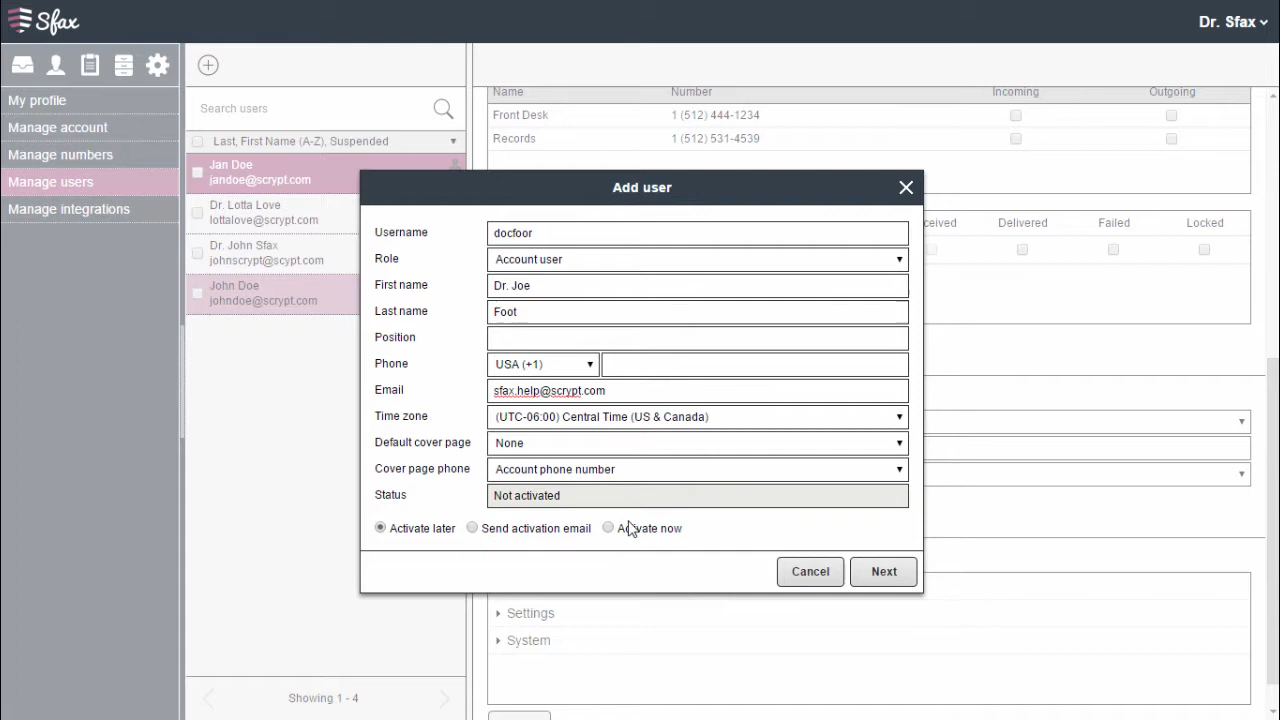 Sfax
Dr. Sfax
My profile
Manage account
Manage numbers
Manage users
Manage integrations
Search users
Last, First Name (A-Z), Suspended
Jan Doe
jandoe@scrypt.com
Dr. Lotta Love
lottalove@scrypt.com
Dr. John Sfax
johnscrypt@scypt.com
John Doe
johndoe@scrypt.com
Showing 1 - 4
Name Number Incoming Outgoing
Front Desk 1 (512) 444-1234
Records 1 (512) 531-4539
Delivered Failed Locked
Add user
Username docfoor
Role Account user
First name Dr. Joe
Last name Foot
Position
Phone USA (+1)
Email sfax.help@scrypt.com
Time zone (UTC-06:00) Central Time (US & Canada)
Default cover page None
Cover page phone Account phone number
Status Not activated
Activate later Send activation email Activate now
Cancel Next
Settings
System